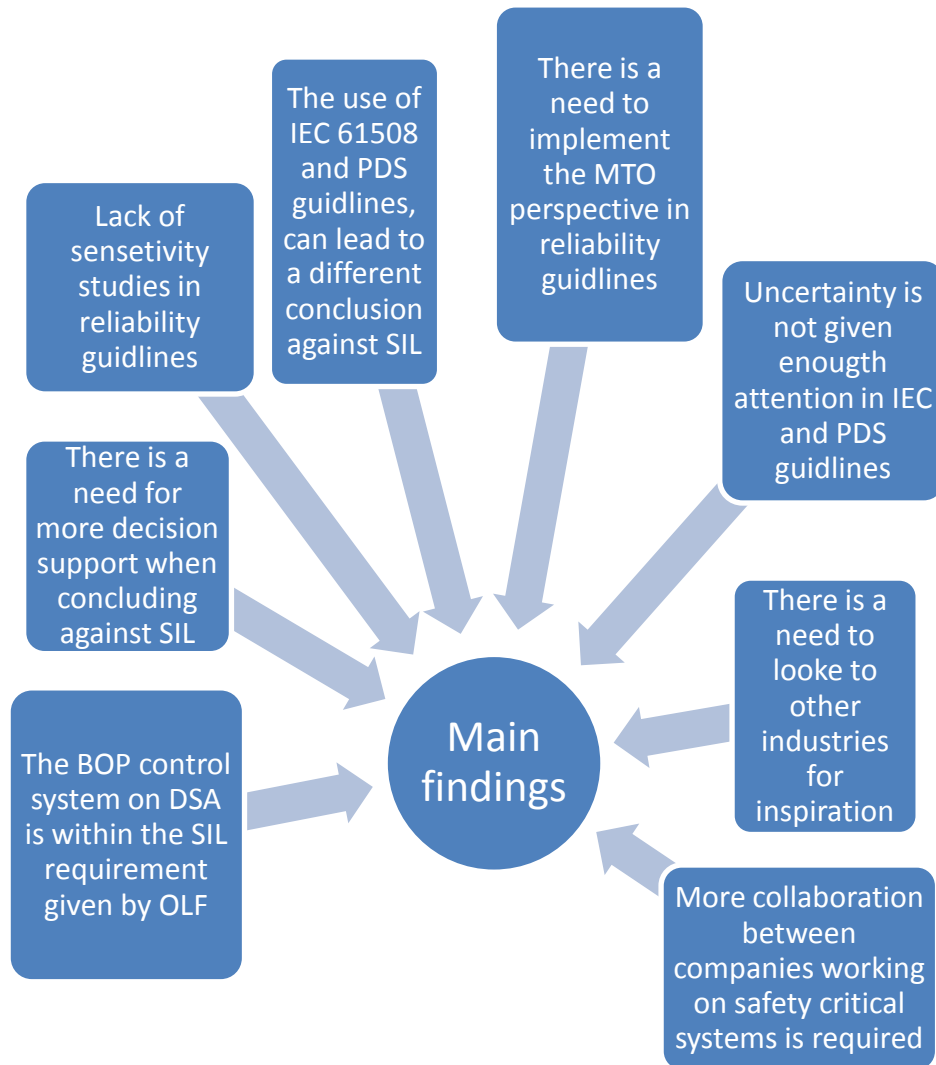 The BOP control
system on DSA
is within the SIL
requirement
given by OLF
There is a
need for
more decision
support when
concluding
against SIL
Lack of
sensetivity
studies in
reliability
guidlines
The use of
IEC 61508
and PDS
guidlines,
can lead to
a different
conclusion
against SIL
There is a
need to
implement
the MTO
perspective in
reliability
guidlines
Uncertainty is
not given
enougth
attention in IEC
and PDS
guidlines
There is a
need to
looke to
other
industries
for
inspiration
More collaboration
between
companies working
on safety critical
systems is required
Main
findings